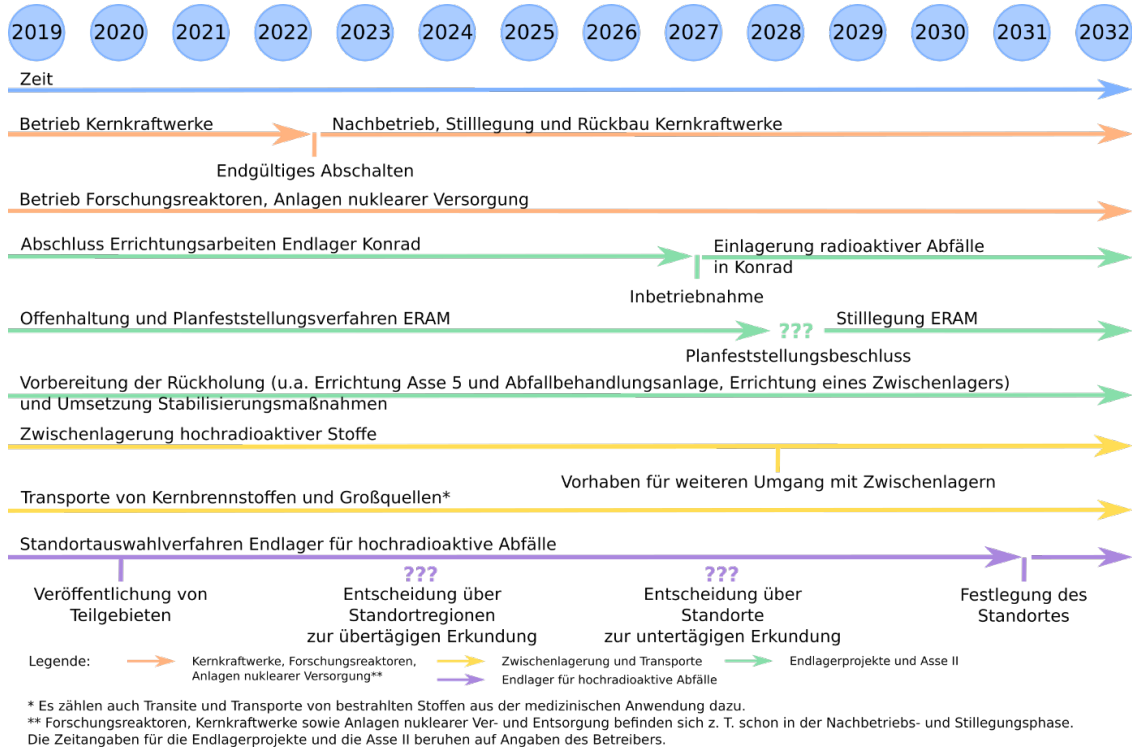 2019 2020 2021 2022 2023 2024 2025 2026 2027 2028 2029 2030 2031 2032
Zeit
Betrieb Kernkraftwerke
Nachbetrieb, Stilllegung und Rückbau Kernkraftwerke
Endgültiges Abschalten
Betrieb Forschungsreaktoren, Anlagen nuklearer Versorgung
Abschluss Errichtungsarbeiten Endlager Konrad
Einlagerung radioaktiver Abfälle
in Konrad
Inbetriebnahme
Offenhaltung und Planfeststellungsverfahren ERAM
???
Stilllegung ERAM
Planfeststellungsbeschluss
Vorbereitung der Rückholung (u.a. Errichtung Asse 5 und Abfallbehandlungsanlage, Errichtung eines Zwischenlagers)
und Umsetzung Stabilisierungsmaßnahmen
Zwischenlagerung hochradioaktiver Stoffe
Vorhaben für weiteren Umgang mit Zwischenlagern
Transporte von Kernbrennstoffen und Großquellen*
Standortauswahlverfahren Endlager für hochradioaktive Abfälle
Veröffentlichung von
Teilgebieten
???
Entscheidung über
Standortregionen
zur übertägigen Erkundung
???
Entscheidung über
Standorte
zur untertägigen Erkundung
Festlegung des
Standortes
Legende:
Kernkraftwerke, Forschungsreaktoren,
Anlagen nuklearer Versorgung**
Zwischenlagerung und Transporte
Endlager für hochradioaktive Abfälle
Endlagerprojekte und Asse II
* Es zählen auch Transite und Transporte von bestrahlten Stoffen aus der medizinischen Anwendung dazu.
** Forschungsreaktoren, Kernkraftwerke sowie Anlagen nuklearer Ver- und Entsorgung befinden sich z. T. schon in der Nachbetriebs- und Stillegungsphase.
Die Zeitangaben für die Endlagerprojekte und die Asse II beruhen auf Angaben des Betreibers.